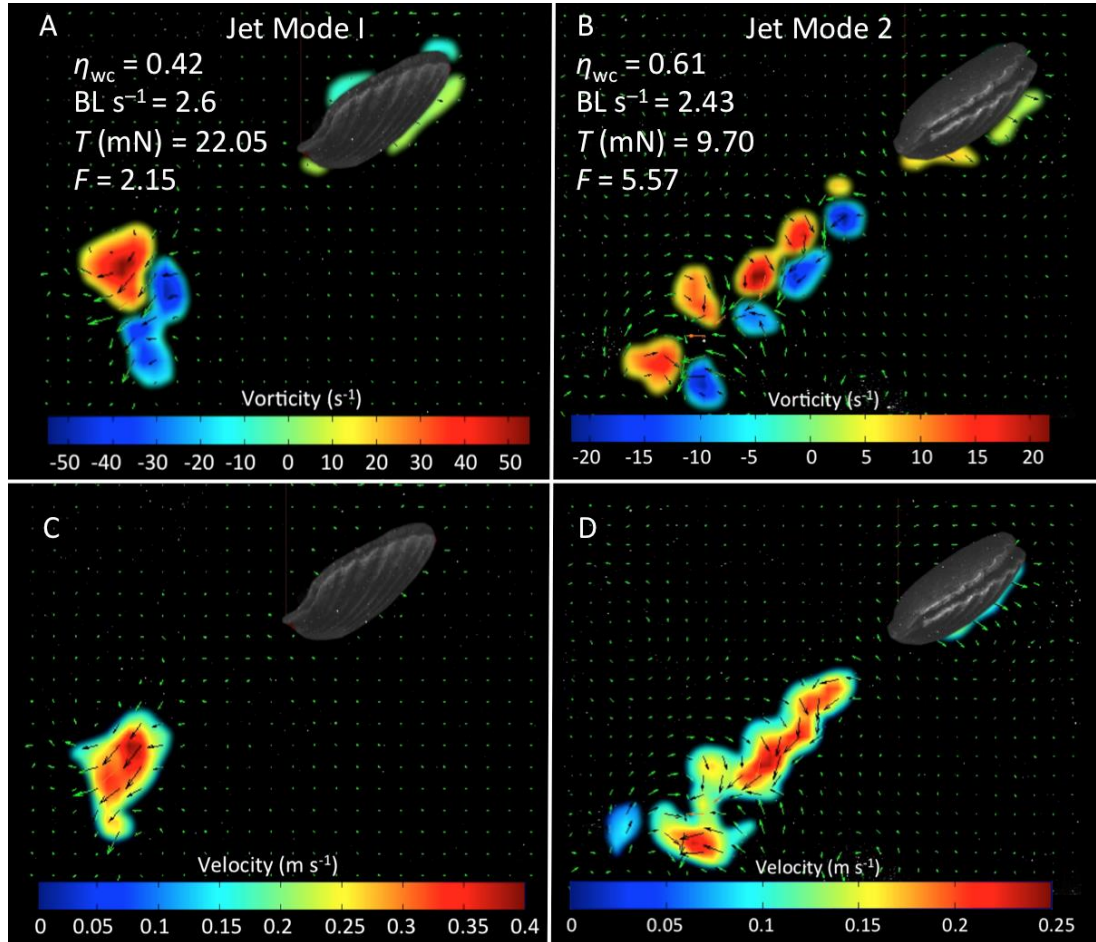 A
Jet Mode I
ηwc = 0.42
BL s⁻¹ = 2.6
T (mN) = 22.05
F = 2.15
Vorticity (s⁻¹)
-50 -40 -30 -20 -10 0 10 20 30 40 50
B
Jet Mode 2
ηwc = 0.61
BL s⁻¹ = 2.43
T (mN) = 9.70
F = 5.57
Vorticity (s⁻¹)
-20 -15 -10 -5 0 5 10 15 20
C
Velocity (m s⁻¹)
0 0.05 0.1 0.15 0.2 0.25 0.3 0.35 0.4
D
Velocity (m s⁻¹)
0 0.05 0.1 0.15 0.2 0.25